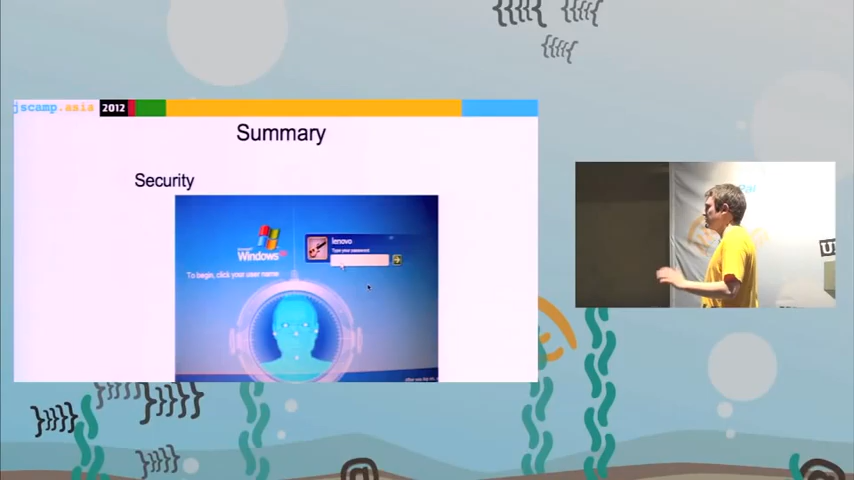 jscamp.asia 2012
Summary
Security
Windows
lenovo
Type your password
To begin, click your user name